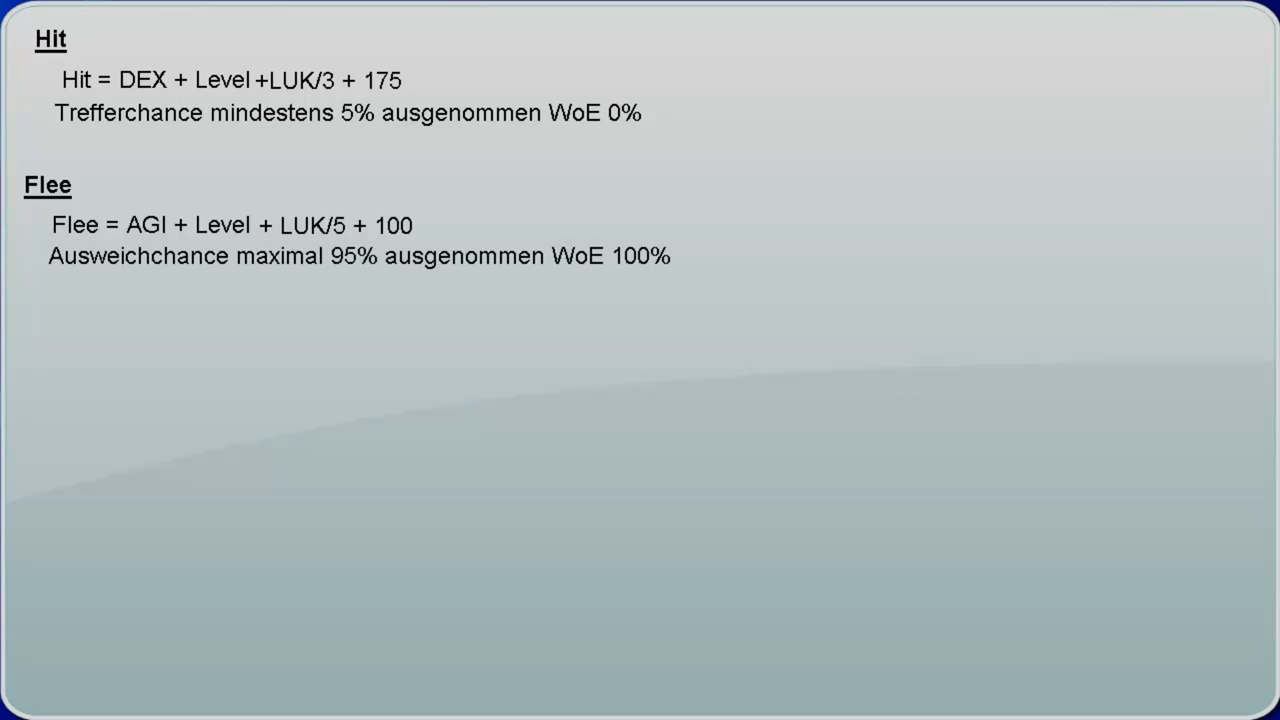 Hit
Hit = DEX + Level +LUK/3 + 175
Trefferchance mindestens 5% ausgenommen WoE 0%
Flee
Flee = AGI + Level + LUK/5 + 100
Ausweichchance maximal 95% ausgenommen WoE 100%